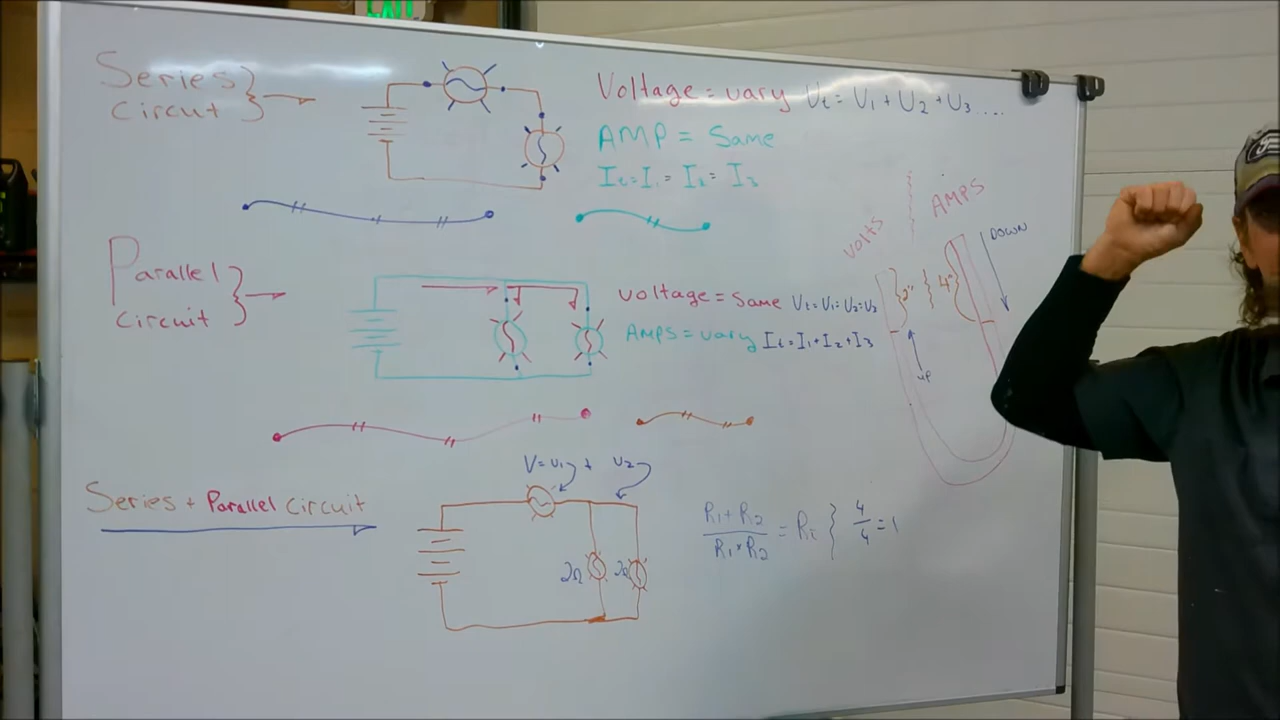 EXIT
Series
Circut
Voltage = vary Vt = V1 + V2 + V3 ....
AMP = Same
It = I1 = I2 = I3
VOLTS
AMPS
DOWN
2"
4"
UP
Parallel
Circuit
Voltage = Same Vt = V1 = V2 = V3
AMPS = vary It = I1 + I2 + I3
V = V1 + V2
Series + Parallel Circuit
2Ω 2Ω
R1 + R2
R1 × R2
= Rt } 4/4 = 1